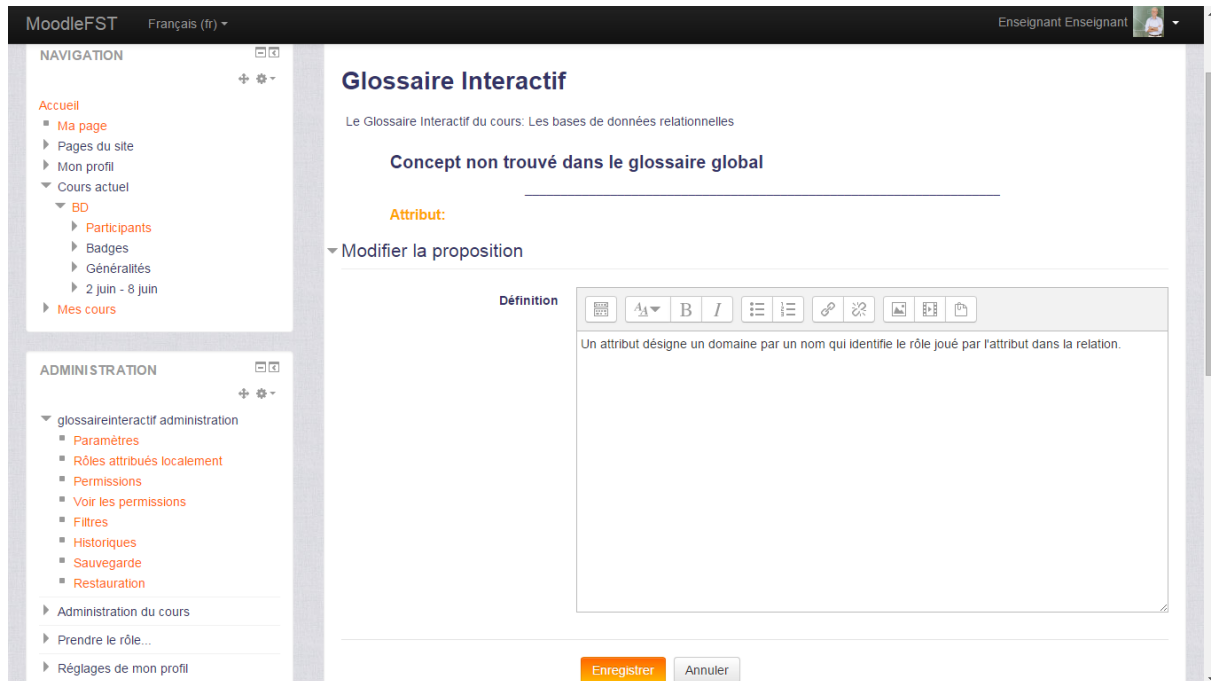 MoodleFST Français (fr) Enseignant Enseignant
NAVIGATION
Accueil
Ma page
Pages du site
Mon profil
Cours actuel
BD
Participants
Badges
Généralités
2 juin - 8 juin
Mes cours
ADMINISTRATION
glossaireinteractif administration
Paramètres
Rôles attribués localement
Permissions
Voir les permissions
Filtres
Historiques
Sauvegarde
Restauration
Administration du cours
Prendre le rôle...
Réglages de mon profil
Glossaire Interactif
Le Glossaire Interactif du cours: Les bases de données relationnelles
Concept non trouvé dans le glossaire global
Attribut:
Modifier la proposition
Définition
Un attribut désigne un domaine par un nom qui identifie le rôle joué par l'attribut dans la relation.
Enregistrer Annuler